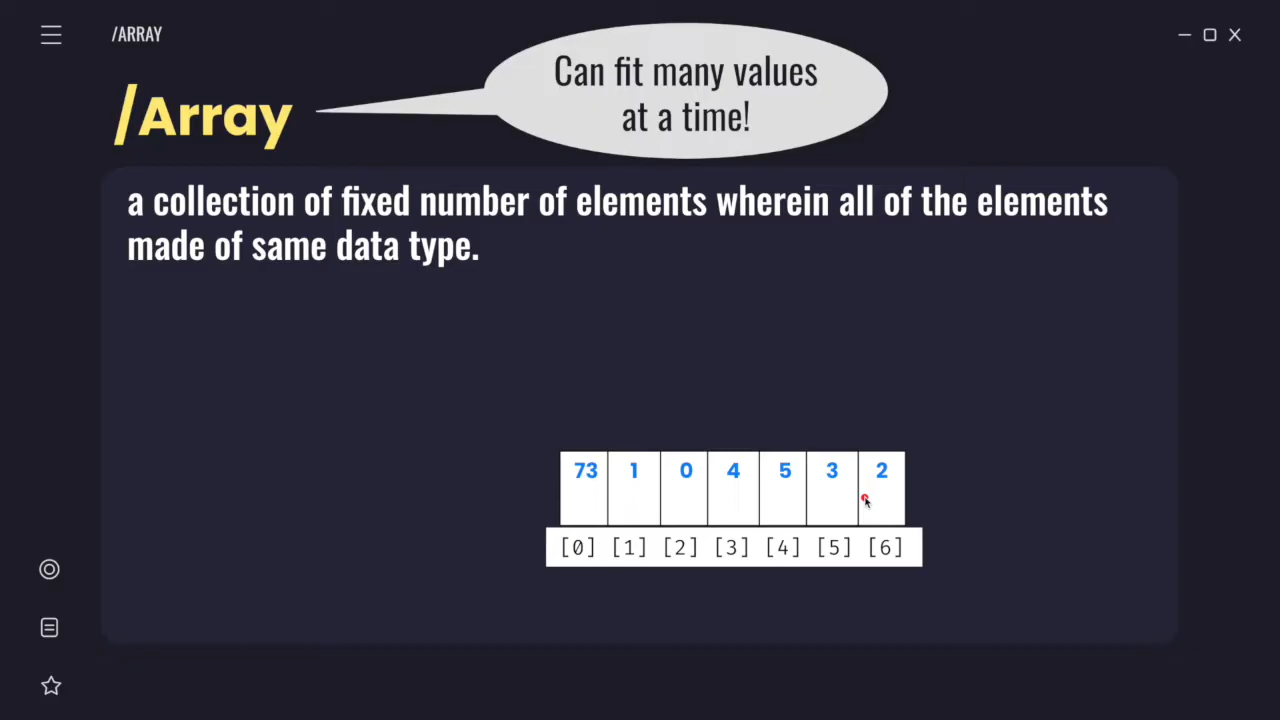 /ARRAY
/Array
Can fit many values
at a time!
a collection of fixed number of elements wherein all of the elements
made of same data type.
73 1 0 4 5 3 2
[0] [1] [2] [3] [4] [5] [6]